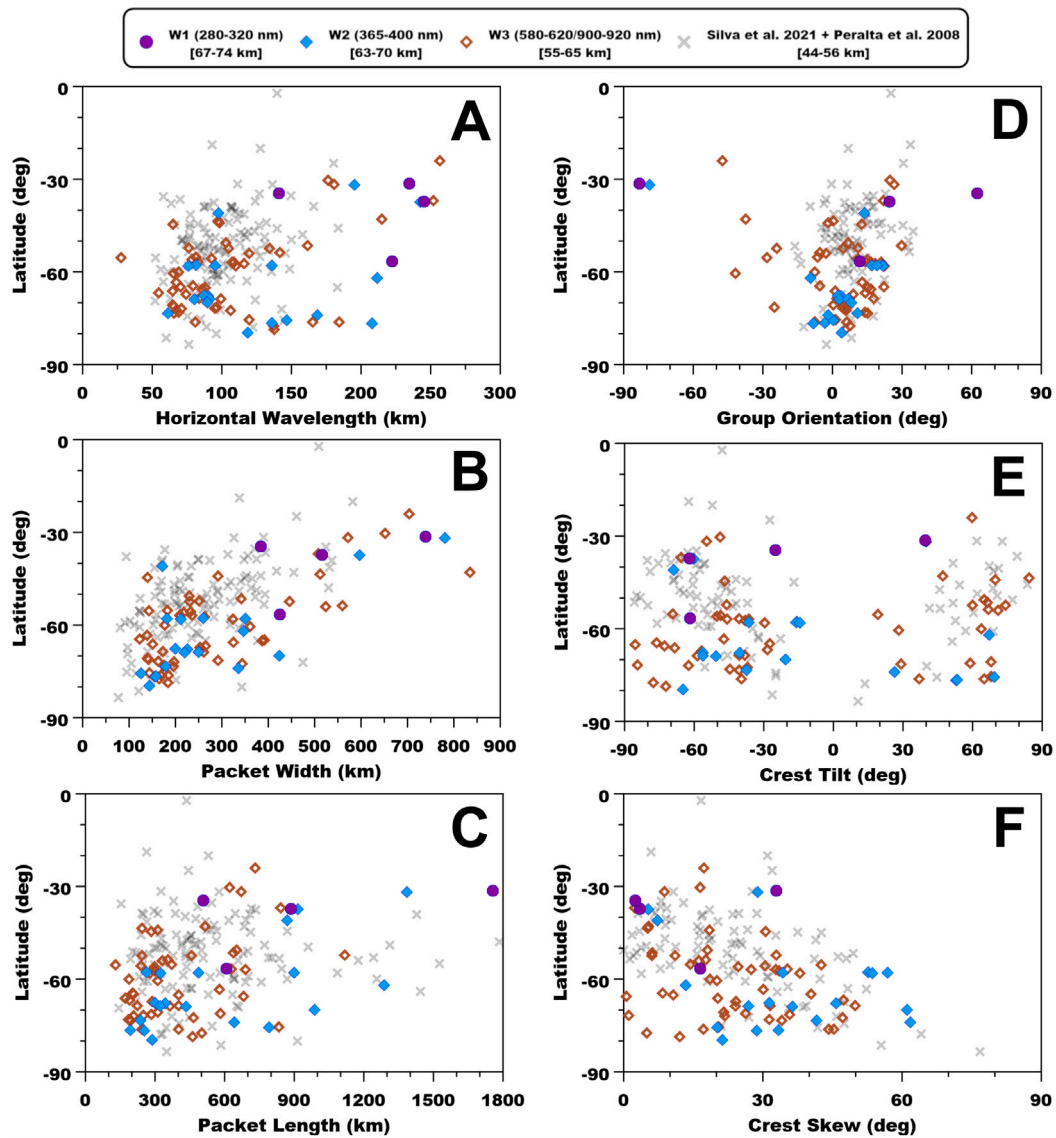 W1 (280-320 nm) W2 (365-400 nm) W3 (580-620/900-920 nm) Silva et al. 2021 + Peralta et al. 2008
[67-74 km] [63-70 km] [55-65 km] [44-56 km]
A
0
-30
-60
-90
Latitude (deg)
0 50 100 150 200 250 300
Horizontal Wavelength (km)
D
0
-30
-60
-90
Latitude (deg)
-90 -60 -30 0 30 60 90
Group Orientation (deg)
B
0
-30
-60
-90
Latitude (deg)
0 100 200 300 400 500 600 700 800 900
Packet Width (km)
E
0
-30
-60
-90
Latitude (deg)
-90 -60 -30 0 30 60 90
Crest Tilt (deg)
C
0
-30
-60
-90
Latitude (deg)
0 300 600 900 1200 1500 1800
Packet Length (km)
F
0
-30
-60
-90
Latitude (deg)
0 30 60 90
Crest Skew (deg)